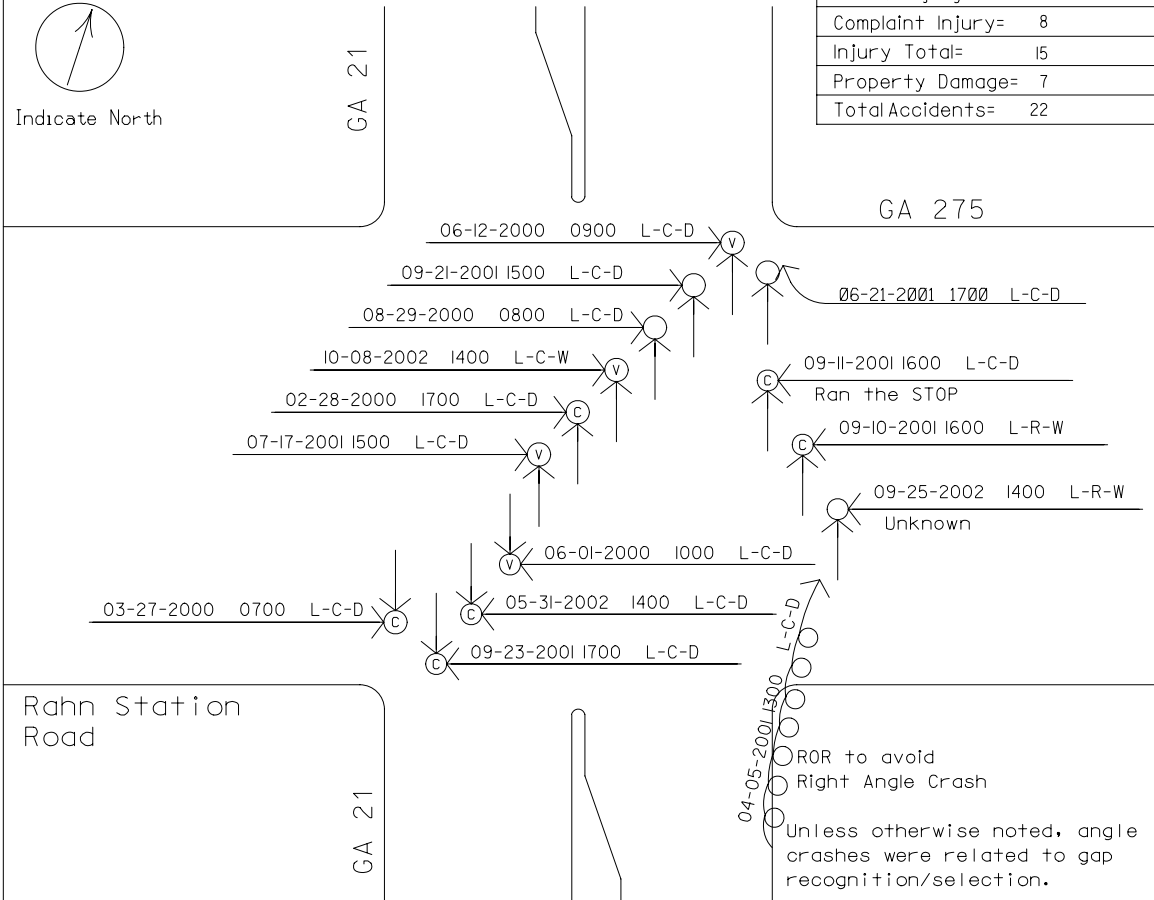 Complaint Injury= 8
Injury Total= 15
Property Damage= 7
Total Accidents= 22
Indicate North
GA 21
GA 275
06-12-2000 0900 L-C-D
V
09-21-2001 1500 L-C-D
06-21-2001 1700 L-C-D
08-29-2000 0800 L-C-D
10-08-2002 1400 L-C-W
V
09-11-2001 1600 L-C-D
C
Ran the STOP
02-28-2000 1700 L-C-D
C
09-10-2001 1600 L-R-W
C
07-17-2001 1500 L-C-D
V
09-25-2002 1400 L-R-W
Unknown
06-01-2000 1000 L-C-D
V
03-27-2000 0700 L-C-D
C
05-31-2002 1400 L-C-D
C
09-23-2001 1700 L-C-D
C
04-05-2001 1300 L-C-D
Rahn Station
Road
GA 21
ROR to avoid
Right Angle Crash
Unless otherwise noted, angle
crashes were related to gap
recognition/selection.